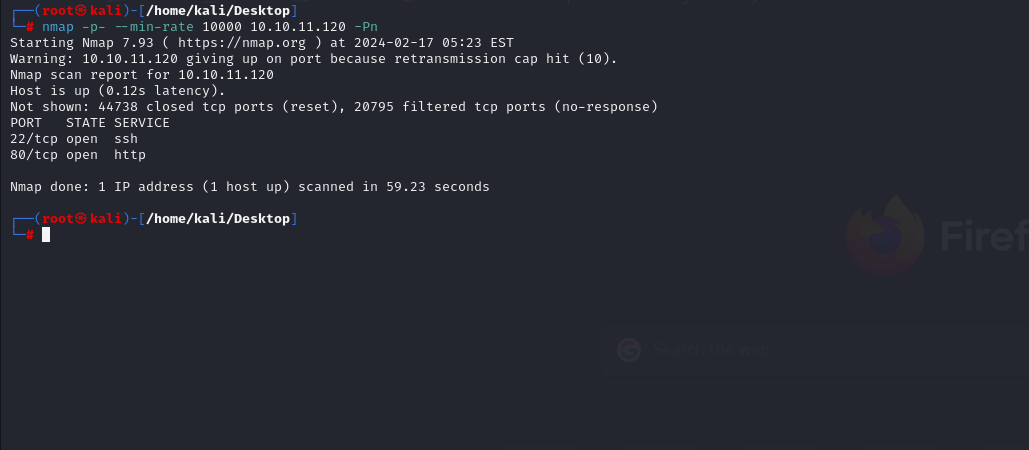 ┌──(root㉿kali)-[/home/kali/Desktop]
└─# nmap -p- --min-rate 10000 10.10.11.120 -Pn
Starting Nmap 7.93 ( https://nmap.org ) at 2024-02-17 05:23 EST
Warning: 10.10.11.120 giving up on port because retransmission cap hit (10).
Nmap scan report for 10.10.11.120
Host is up (0.12s latency).
Not shown: 44738 closed tcp ports (reset), 20795 filtered tcp ports (no-response)
PORT   STATE SERVICE
22/tcp open  ssh
80/tcp open  http
Nmap done: 1 IP address (1 host up) scanned in 59.23 seconds
┌──(root㉿kali)-[/home/kali/Desktop]
└─#
Firef
Search the web